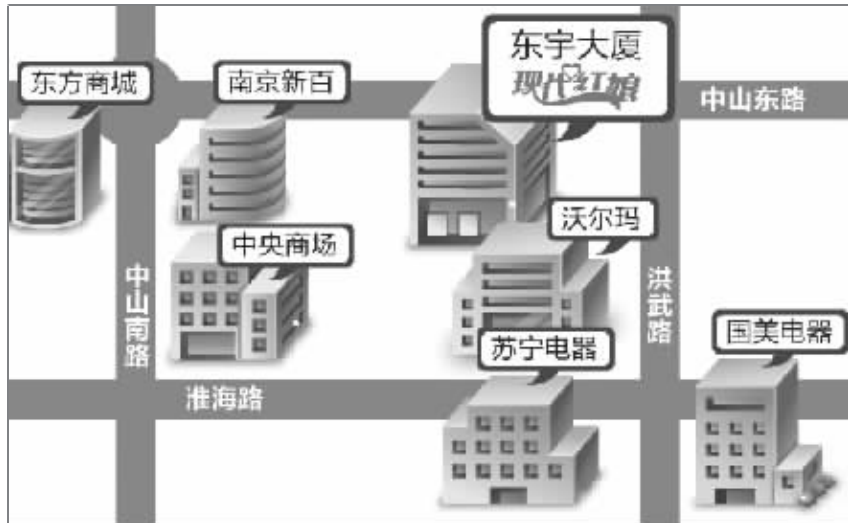 东宇大厦
现代红娘
东方商城
南京新百
中山东路
沃尔玛
中央商场
中山南路
洪武路
国美电器
苏宁电器
淮海路